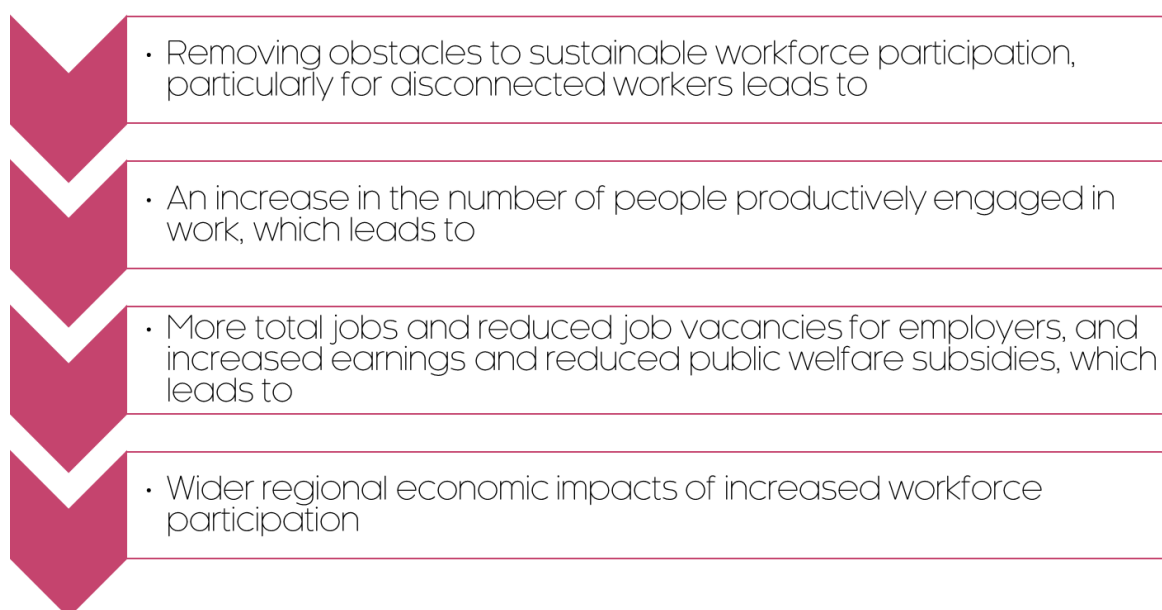 • Removing obstacles to sustainable workforce participation,
particularly for disconnected workers leads to
• An increase in the number of people productively engaged in
work, which leads to
• More total jobs and reduced job vacancies for employers, and
increased earnings and reduced public welfare subsidies, which
leads to
• Wider regional economic impacts of increased workforce
participation